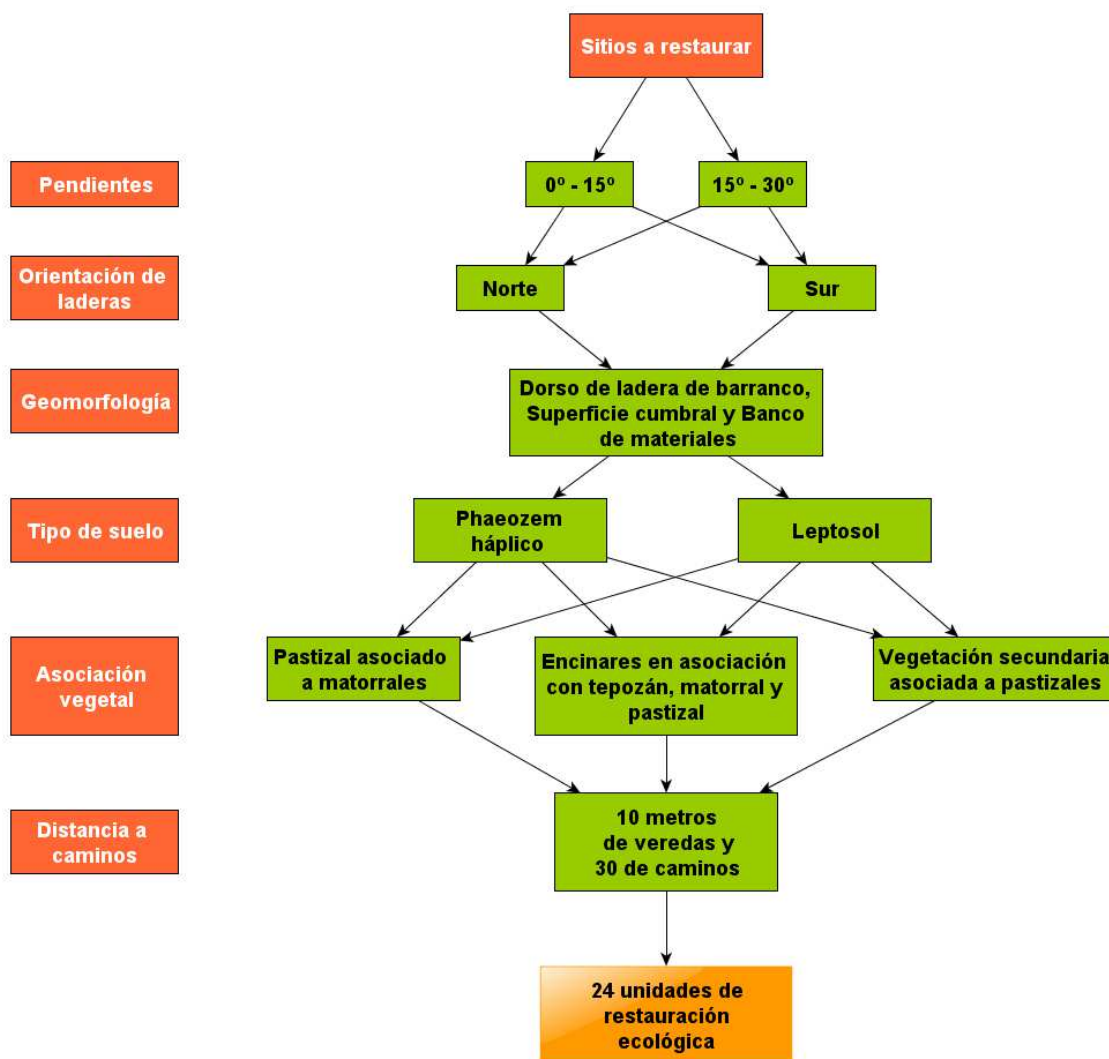 Sitios a restaurar
Pendientes
0º - 15º
15º - 30º
Orientación de
laderas
Norte
Sur
Geomorfología
Dorso de ladera de barranco,
Superficie cumbral y Banco
de materiales
Tipo de suelo
Phaeozem
háplico
Leptosol
Asociación
vegetal
Pastizal asociado
a matorrales
Encinares en asociación
con tepozán, matorral y
pastizal
Vegetación secundaria
asociada a pastizales
Distancia a
caminos
10 metros
de veredas y
30 de caminos
24 unidades de
restauración
ecológica